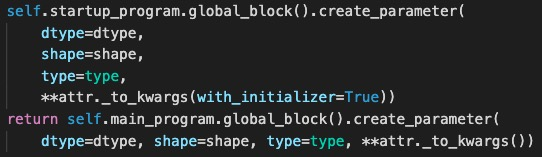 self.startup_program.global_block().create_parameter(
    dtype=dtype,
    shape=shape,
    type=type,
    **attr._to_kwargs(with_initializer=True))
return self.main_program.global_block().create_parameter(
    dtype=dtype, shape=shape, type=type, **attr._to_kwargs())